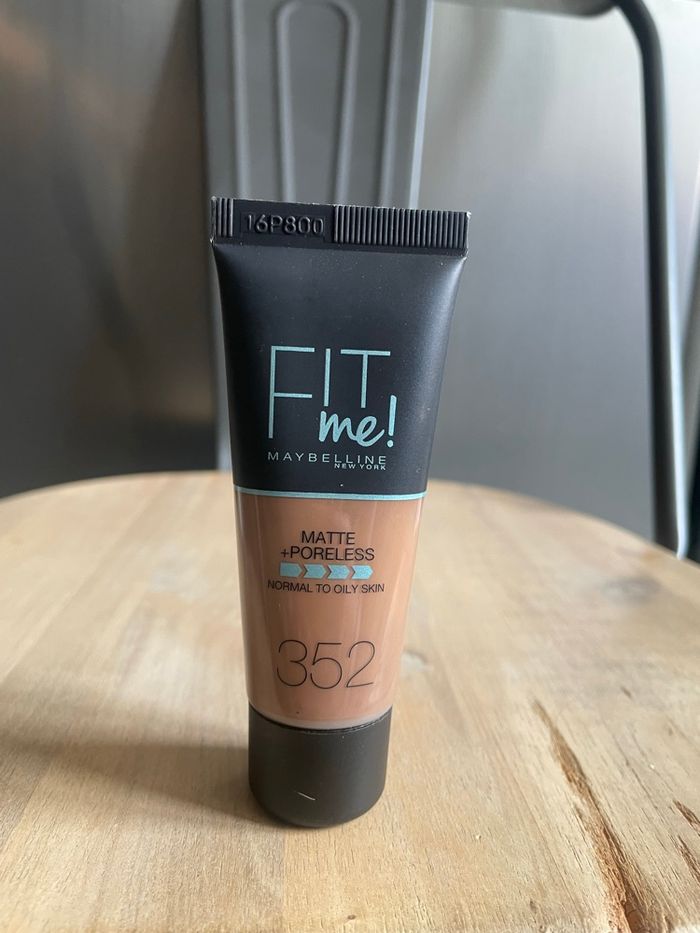 16P800
FIT
me!
MAYBELLINE
NEW YORK
MATTE
+PORELESS
NORMAL TO OILY SKIN
352